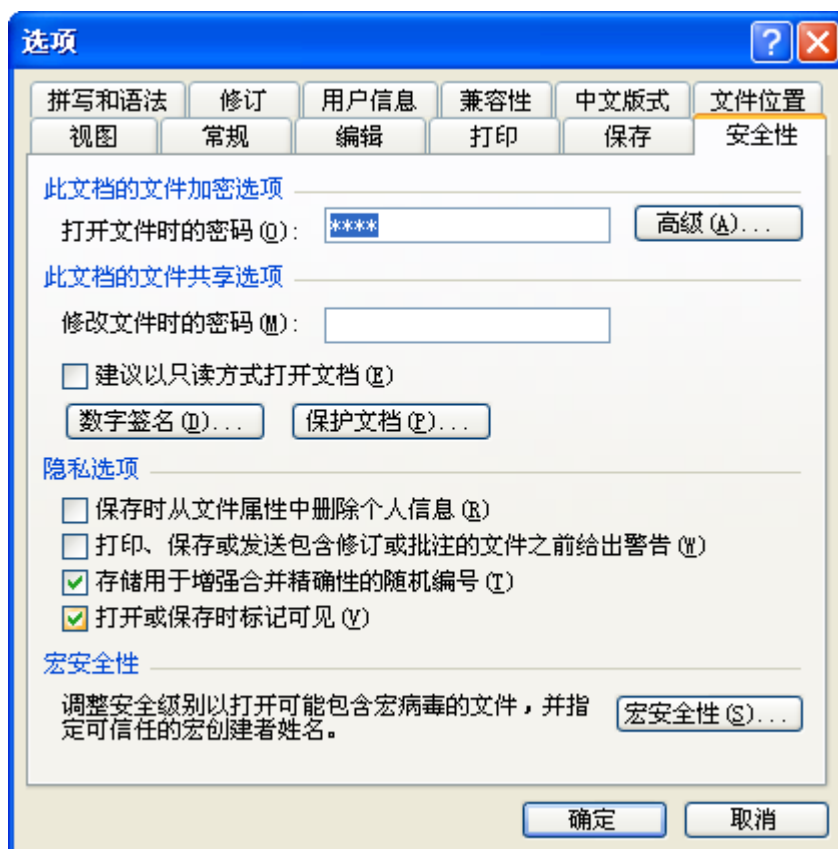 选项
拼写和语法 修订 用户信息 兼容性 中文版式 文件位置
视图 常规 编辑 打印 保存 安全性
此文档的文件加密选项
打开文件时的密码(O): **** 高级(A)...
此文档的文件共享选项
修改文件时的密码(M):
建议以只读方式打开文档(E)
数字签名(D)... 保护文档(P)...
隐私选项
保存时从文件属性中删除个人信息(R)
打印、保存或发送包含修订或批注的文件之前给出警告(W)
存储用于增强合并精确性的随机编号(T)
打开或保存时标记可见(V)
宏安全性
调整安全级别以打开可能包含宏病毒的文件，并指
定可信任的宏创建者姓名。 宏安全性(S)...
确定 取消